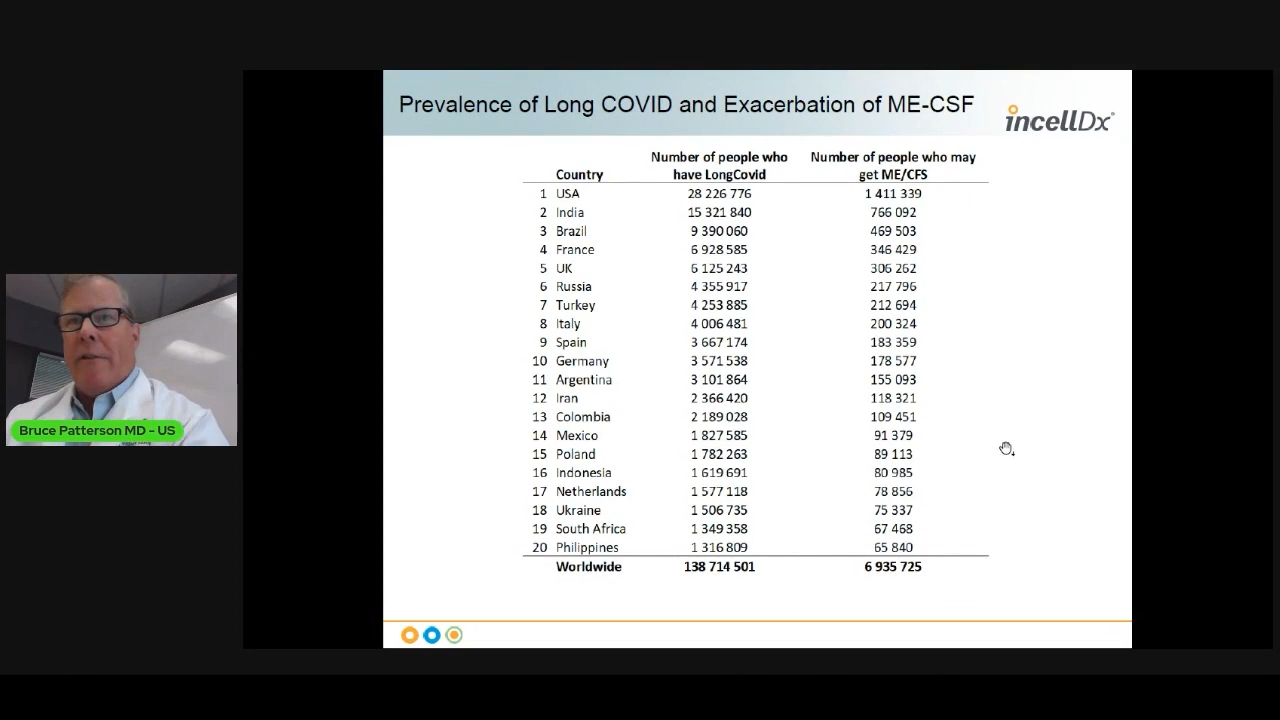 Prevalence of Long COVID and Exacerbation of ME-CSF
incellDx
Number of people who Number of people who may
Country have LongCovid get ME/CFS
1 USA 28 226 776 1 411 339
2 India 15 321 840 766 092
3 Brazil 9 390 060 469 503
4 France 6 928 585 346 429
5 UK 6 125 243 306 262
6 Russia 4 355 917 217 796
7 Turkey 4 253 885 212 694
8 Italy 4 006 481 200 324
9 Spain 3 667 174 183 359
10 Germany 3 571 538 178 577
11 Argentina 3 101 864 155 093
12 Iran 2 366 420 118 321
13 Colombia 2 189 028 109 451
14 Mexico 1 827 585 91 379
15 Poland 1 782 263 89 113
16 Indonesia 1 619 691 80 985
17 Netherlands 1 577 118 78 856
18 Ukraine 1 506 735 75 337
19 South Africa 1 349 358 67 468
20 Philippines 1 316 809 65 840
Worldwide 138 714 501 6 935 725
Bruce Patterson MD - US